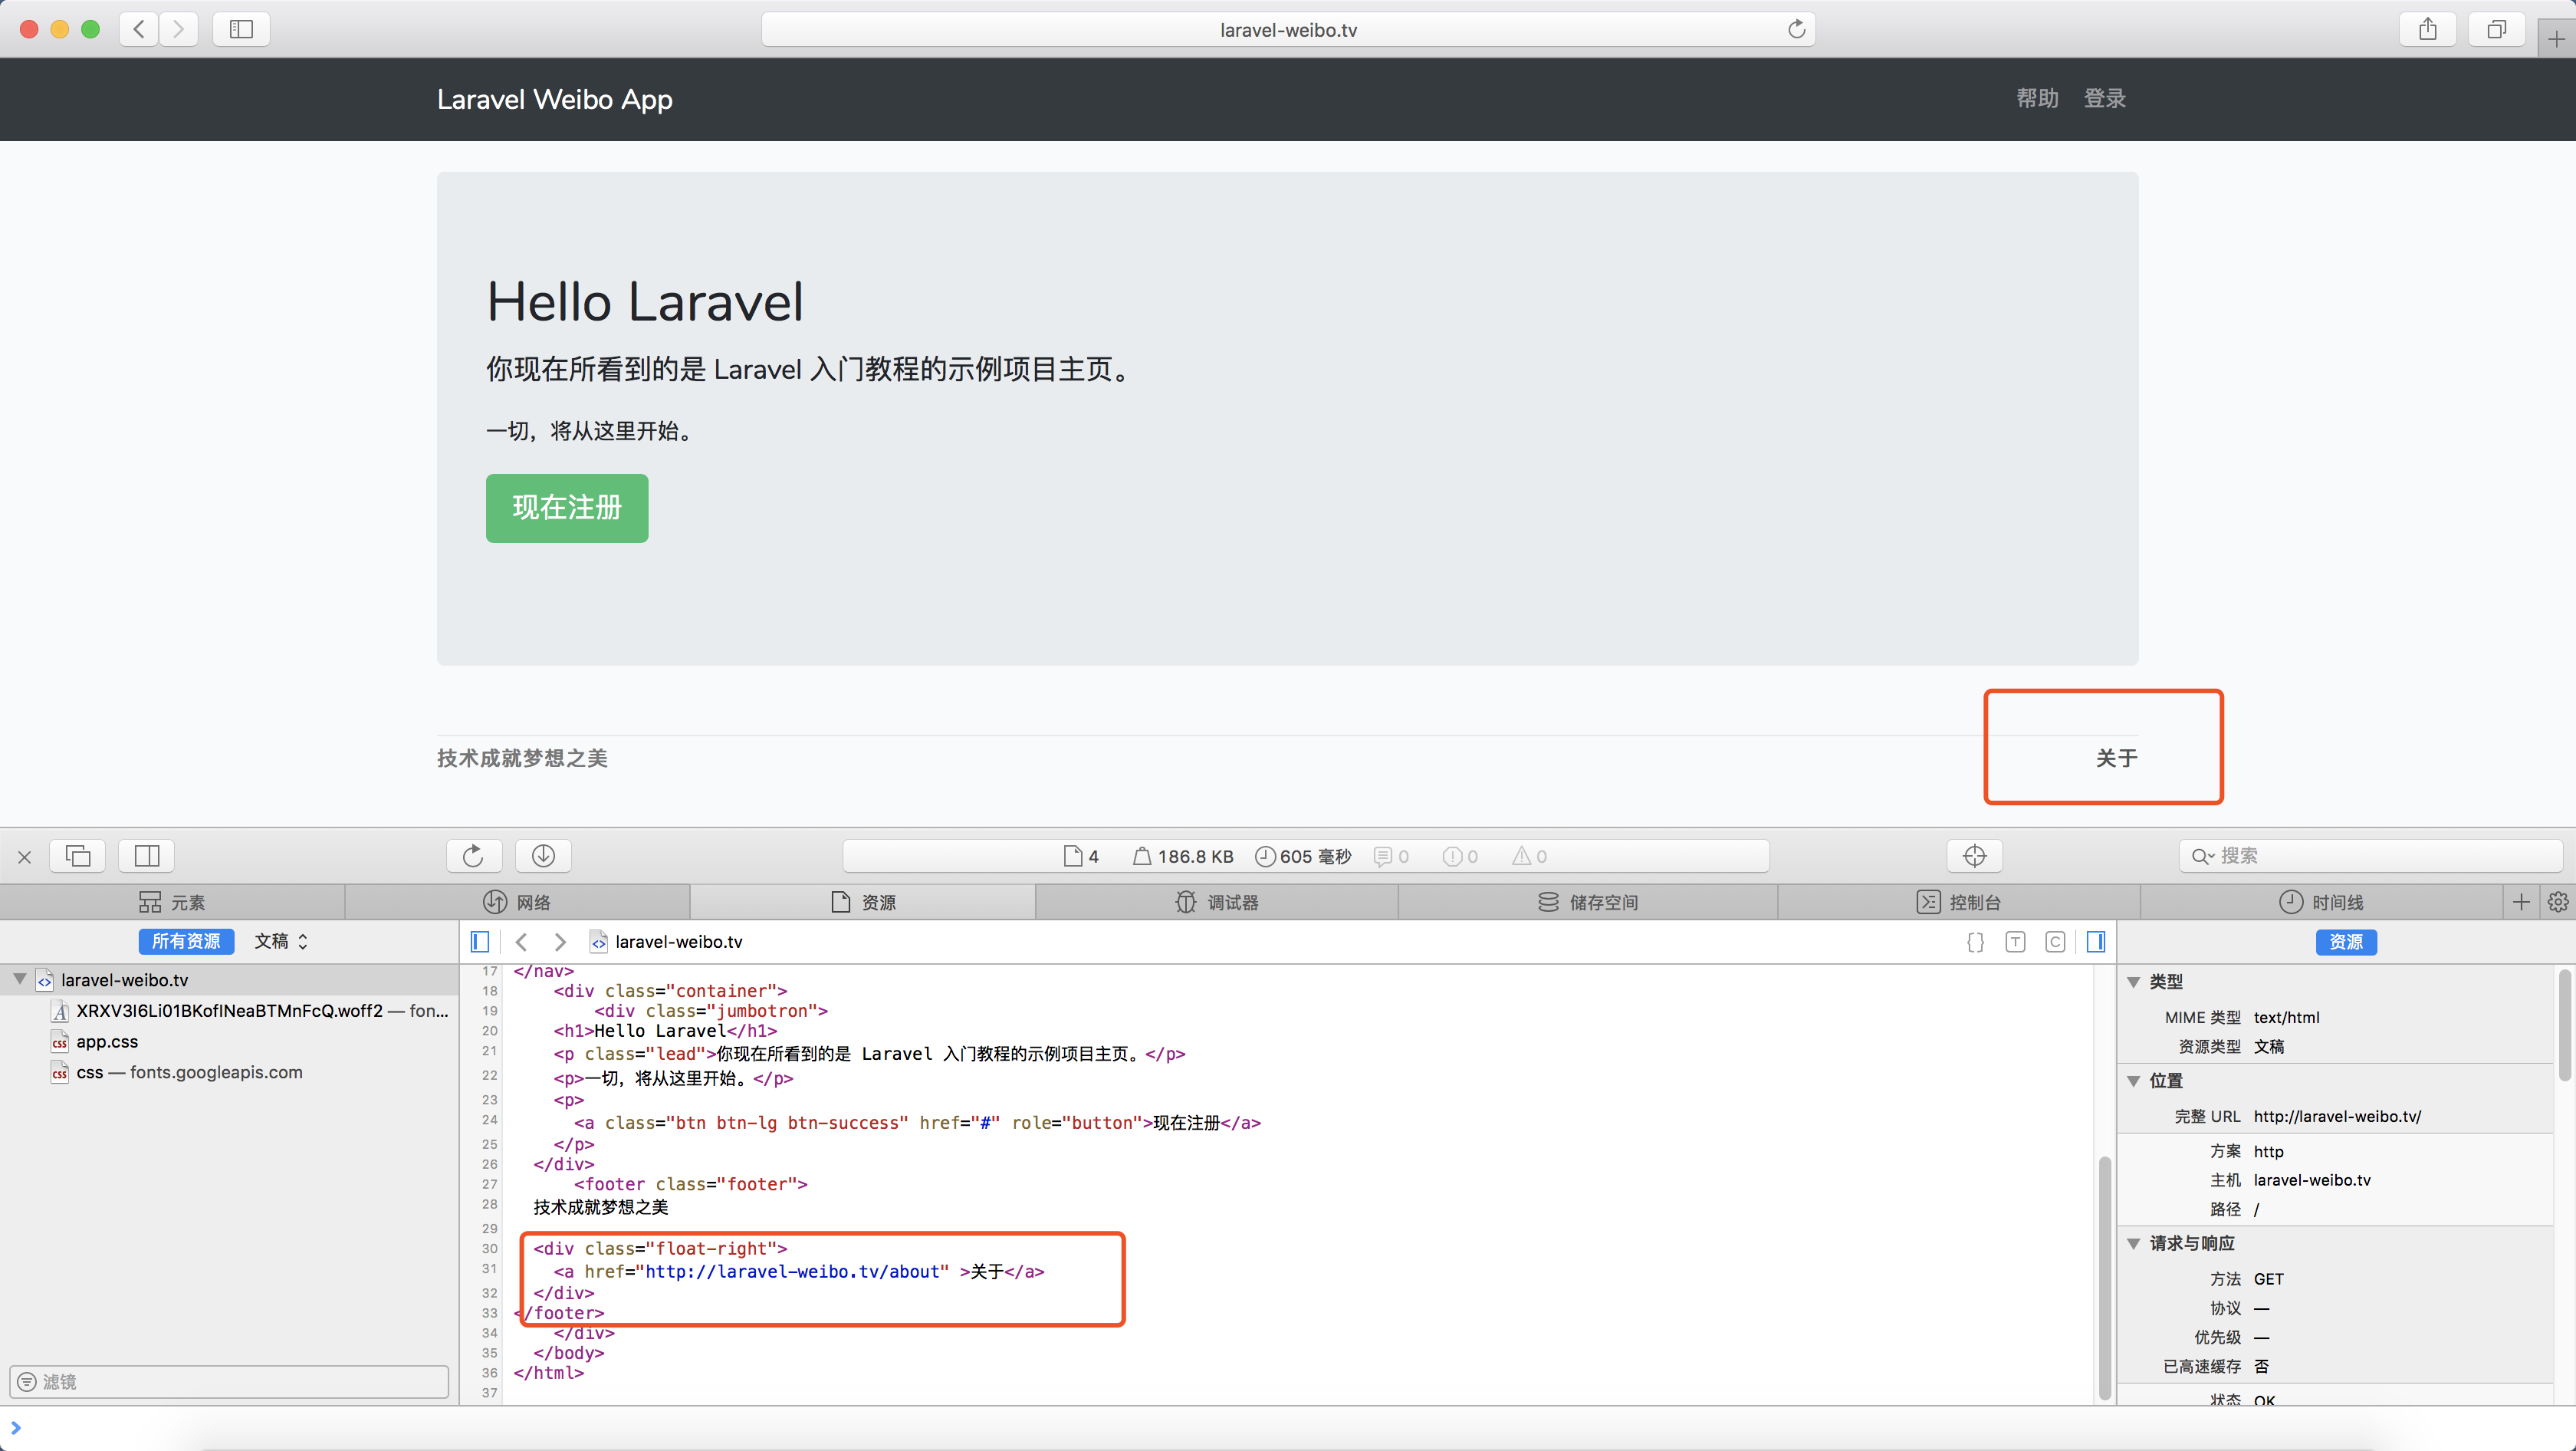 laravel-weibo.tv
Laravel Weibo App
帮助 登录
Hello Laravel
你现在所看到的是 Laravel 入门教程的示例项目主页。
一切，将从这里开始。
现在注册
技术成就梦想之美
关于
4 186.8 KB 605 毫秒 0 0 0
搜索
元素 网络 资源 调试器 储存空间 控制台 时间线
所有资源 文稿
laravel-weibo.tv
laravel-weibo.tv
XRXV3I6Li01BKofINeaBTMnFcQ.woff2 — fon...
app.css
css — fonts.googleapis.com
滤镜
17 </nav>
18 <div class="container">
19 <div class="jumbotron">
20 <h1>Hello Laravel</h1>
21 <p class="lead">你现在所看到的是 Laravel 入门教程的示例项目主页。</p>
22 <p>一切，将从这里开始。</p>
23 <p>
24 <a class="btn btn-lg btn-success" href="#" role="button">现在注册</a>
25 </p>
26 </div>
27 <footer class="footer">
28 技术成就梦想之美
29
30 <div class="float-right">
31 <a href="http://laravel-weibo.tv/about" >关于</a>
32 </div>
33 </footer>
34 </div>
35 </body>
36 </html>
37
资源
类型
MIME 类型 text/html
资源类型 文稿
位置
完整 URL http://laravel-weibo.tv/
方案 http
主机 laravel-weibo.tv
路径 /
请求与响应
方法 GET
协议 —
优先级 —
已高速缓存 否
状态 OK